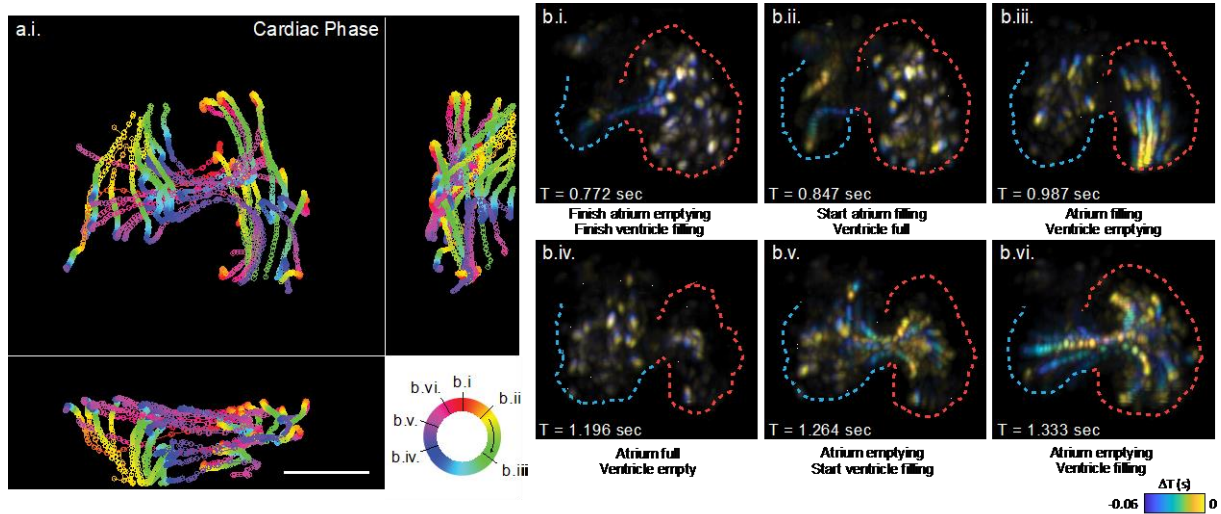 a.i.
Cardiac Phase
b.vi.
b.i
b.ii
b.v.
b.iv.
b.iii
b.i.
T = 0.772 sec
Finish atrium emptying
Finish ventricle filling
b.ii.
T = 0.847 sec
Start atrium filling
Ventricle full
b.iii.
T = 0.987 sec
Atrium filling
Ventricle emptying
b.iv.
T = 1.196 sec
Atrium full
Ventricle empty
b.v.
T = 1.264 sec
Atrium emptying
Start ventricle filling
b.vi.
T = 1.333 sec
Atrium emptying
Ventricle filling
ΔT (s)
-0.06
0